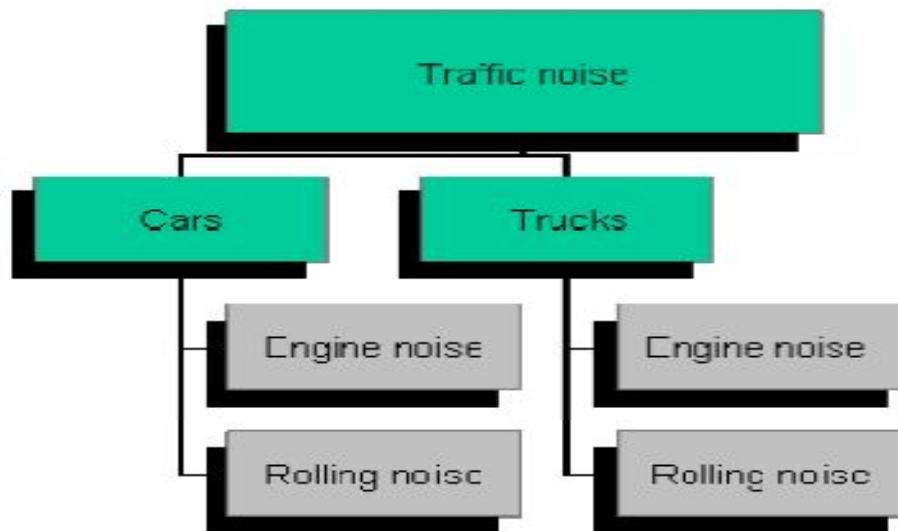 Traffic noise
Cars
Trucks
Engine noise
Engine noise
Rolling noise
Rolling noise